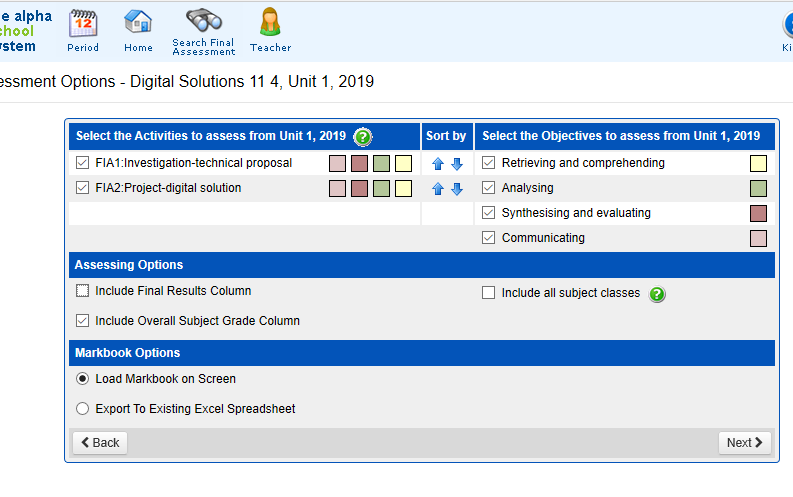 e alpha
chool
ystem
Period
Home
Search Final
Assessment
Teacher
Ki
essment Options - Digital Solutions 11 4, Unit 1, 2019
Select the Activities to assess from Unit 1, 2019 ?
Sort by
Select the Objectives to assess from Unit 1, 2019
FIA1:Investigation-technical proposal
Retrieving and comprehending
FIA2:Project-digital solution
Analysing
Synthesising and evaluating
Communicating
Assessing Options
Include Final Results Column
Include all subject classes ?
Include Overall Subject Grade Column
Markbook Options
Load Markbook on Screen
Export To Existing Excel Spreadsheet
Back
Next